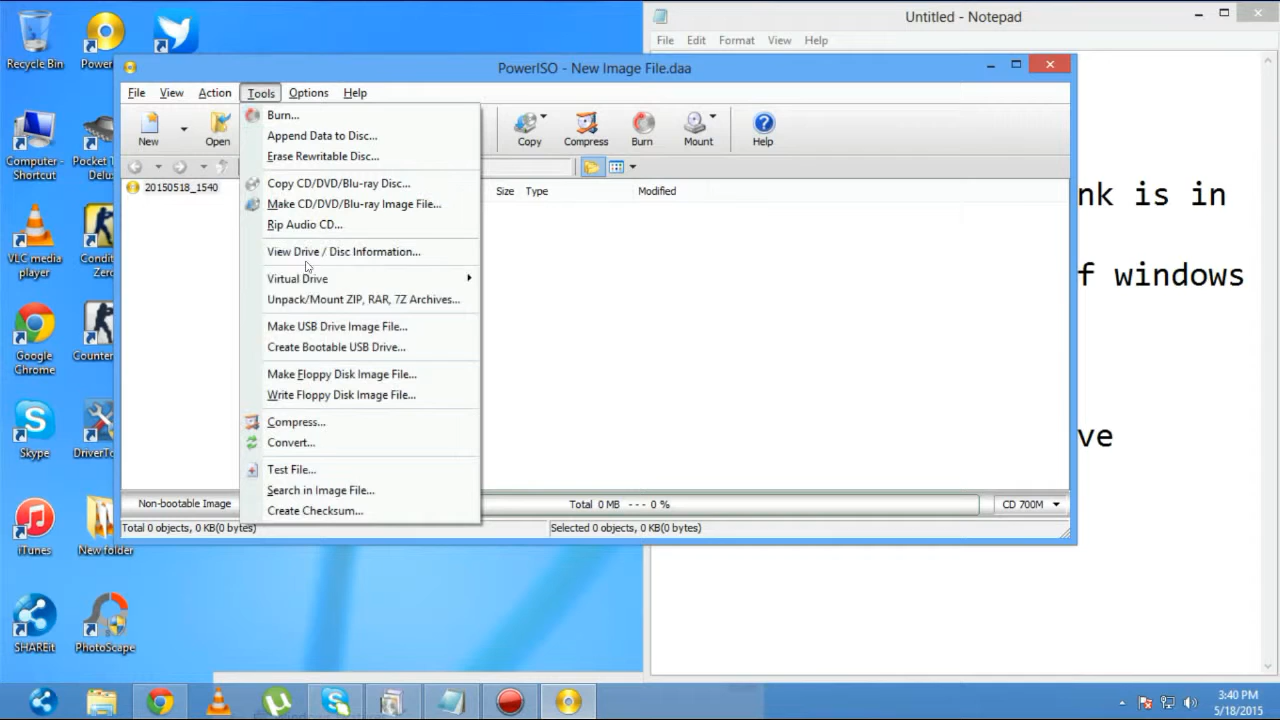 Untitled - Notepad
File Edit Format View Help
nk is in
f windows
ve
Recycle Bin
Power
Computer - Shortcut
Pocket T
Delu
VLC media player
Condit
Zero
Google Chrome
Counter
Skype
DriverTo
iTunes
New folder
SHAREit
PhotoScape
PowerISO - New Image File.daa
File View Action Tools Options Help
New Open Copy Compress Burn Mount Help
20150518_1540
Size Type Modified
Burn...
Append Data to Disc...
Erase Rewritable Disc...
Copy CD/DVD/Blu-ray Disc...
Make CD/DVD/Blu-ray Image File...
Rip Audio CD...
View Drive / Disc Information...
Virtual Drive
Unpack/Mount ZIP, RAR, 7Z Archives...
Make USB Drive Image File...
Create Bootable USB Drive...
Make Floppy Disk Image File...
Write Floppy Disk Image File...
Compress...
Convert...
Test File...
Search in Image File...
Create Checksum...
Non-bootable Image
Total 0 MB --- 0 %
CD 700M
Total 0 objects, 0 KB(0 bytes)
Selected 0 objects, 0 KB(0 bytes)
3:40 PM
5/18/2015